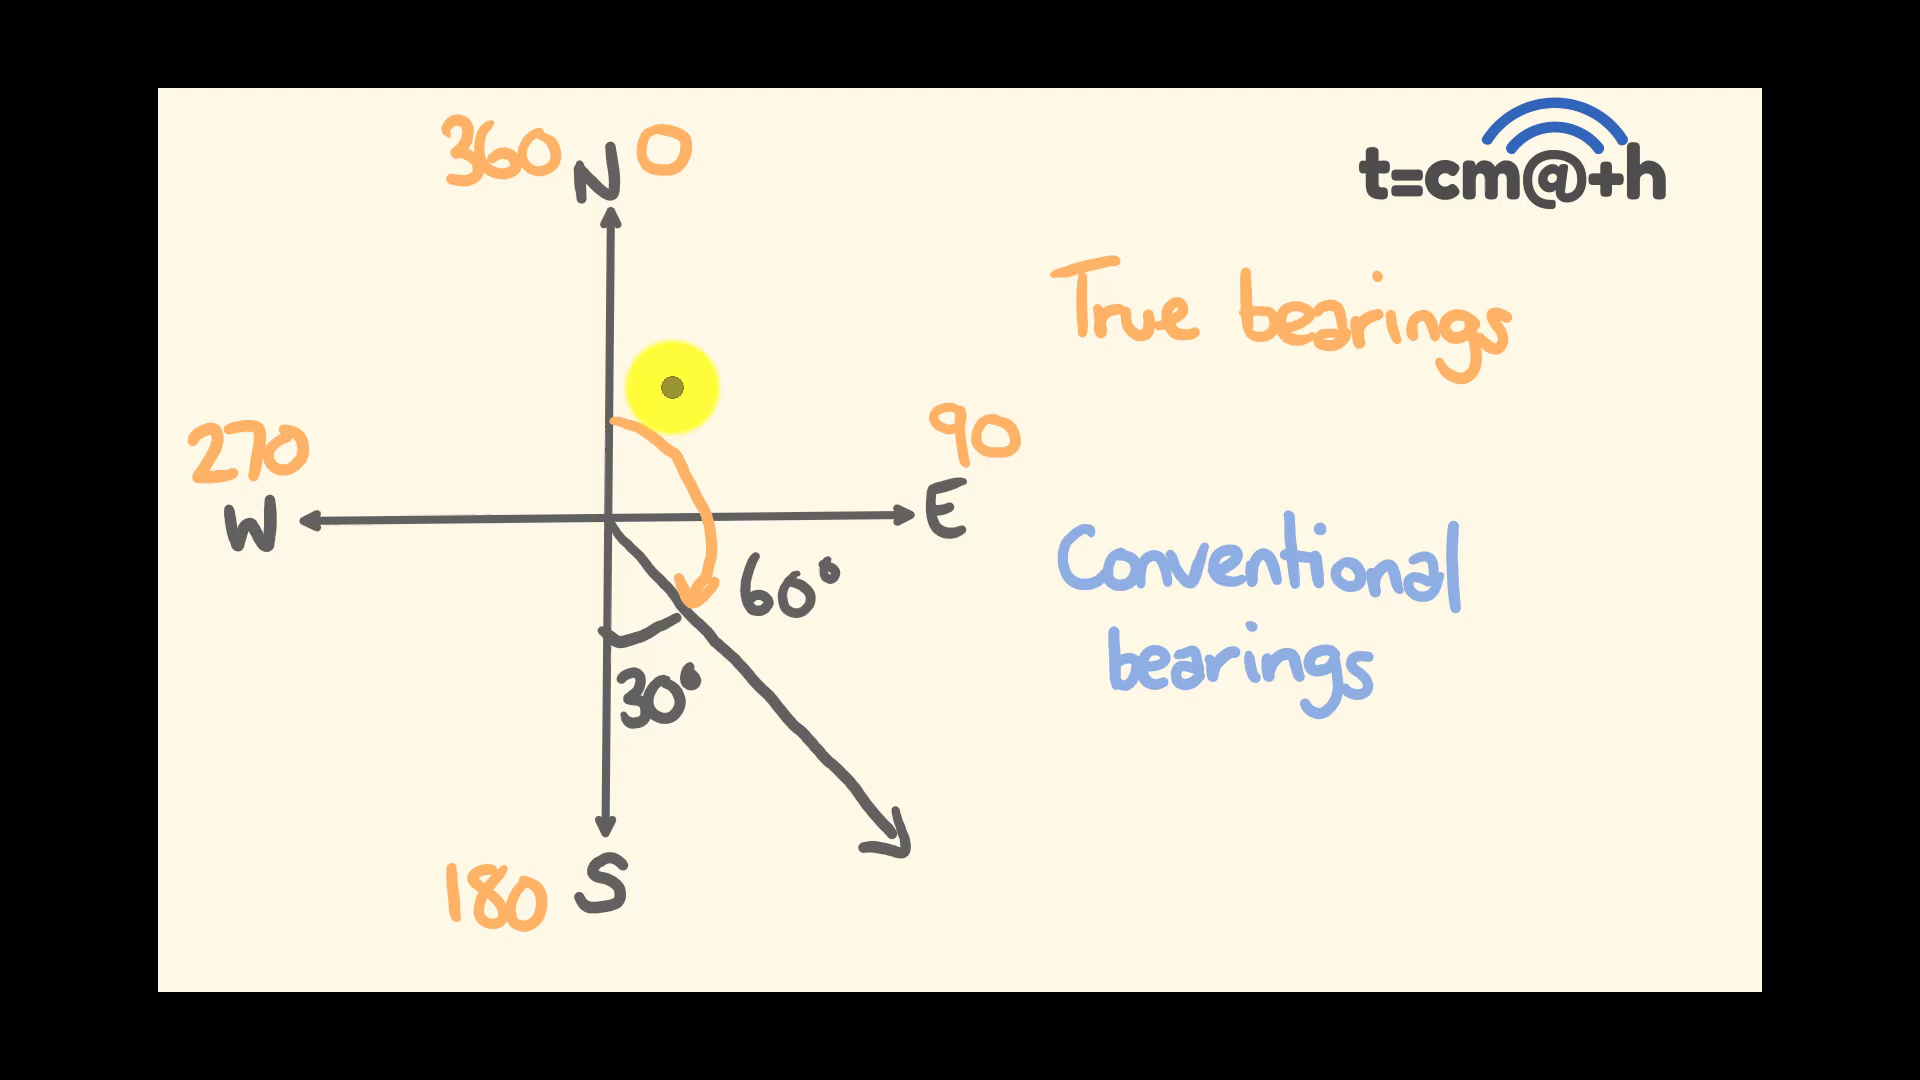 360 N 0
t=cm@+h
True bearings
270
90
W
E
Conventional
60°
bearings
30°
180 S